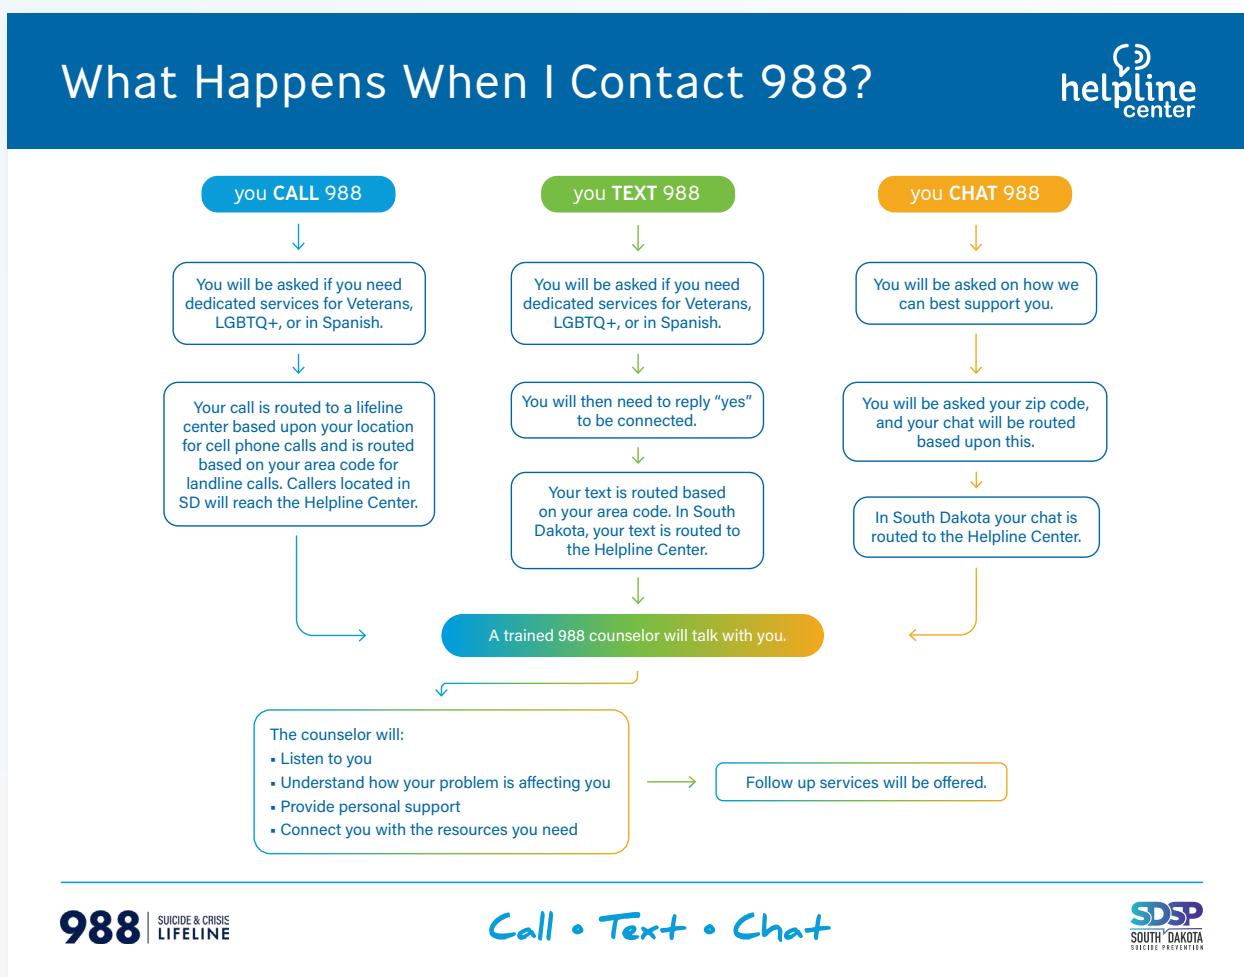 What Happens When I Contact 988?
helpline
center
you CALL 988
You will be asked if you need
dedicated services for Veterans,
LGBTQ+, or in Spanish.
Your call is routed to a lifeline
center based upon your location
for cell phone calls and is routed
based on your area code for
landline calls. Callers located in
SD will reach the Helpline Center.
you TEXT 988
You will be asked if you need
dedicated services for Veterans,
LGBTQ+, or in Spanish.
You will then need to reply “yes”
to be connected.
Your text is routed based
on your area code. In South
Dakota, your text is routed to
the Helpline Center.
you CHAT 988
You will be asked on how we
can best support you.
You will be asked your zip code,
and your chat will be routed
based upon this.
In South Dakota your chat is
routed to the Helpline Center.
A trained 988 counselor will talk with you.
The counselor will:
▪ Listen to you
▪ Understand how your problem is affecting you
▪ Provide personal support
▪ Connect you with the resources you need
Follow up services will be offered.
988 SUICIDE & CRISIS
LIFELINE
Call • Text • Chat
SDSP
SOUTH DAKOTA
SUICIDE PREVENTION